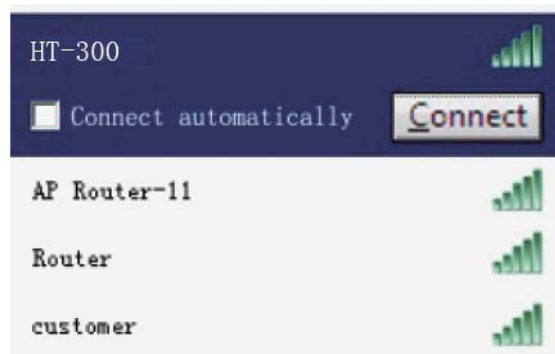 HT-300
Connect automatically
Connect
AP Router-11
Router
customer